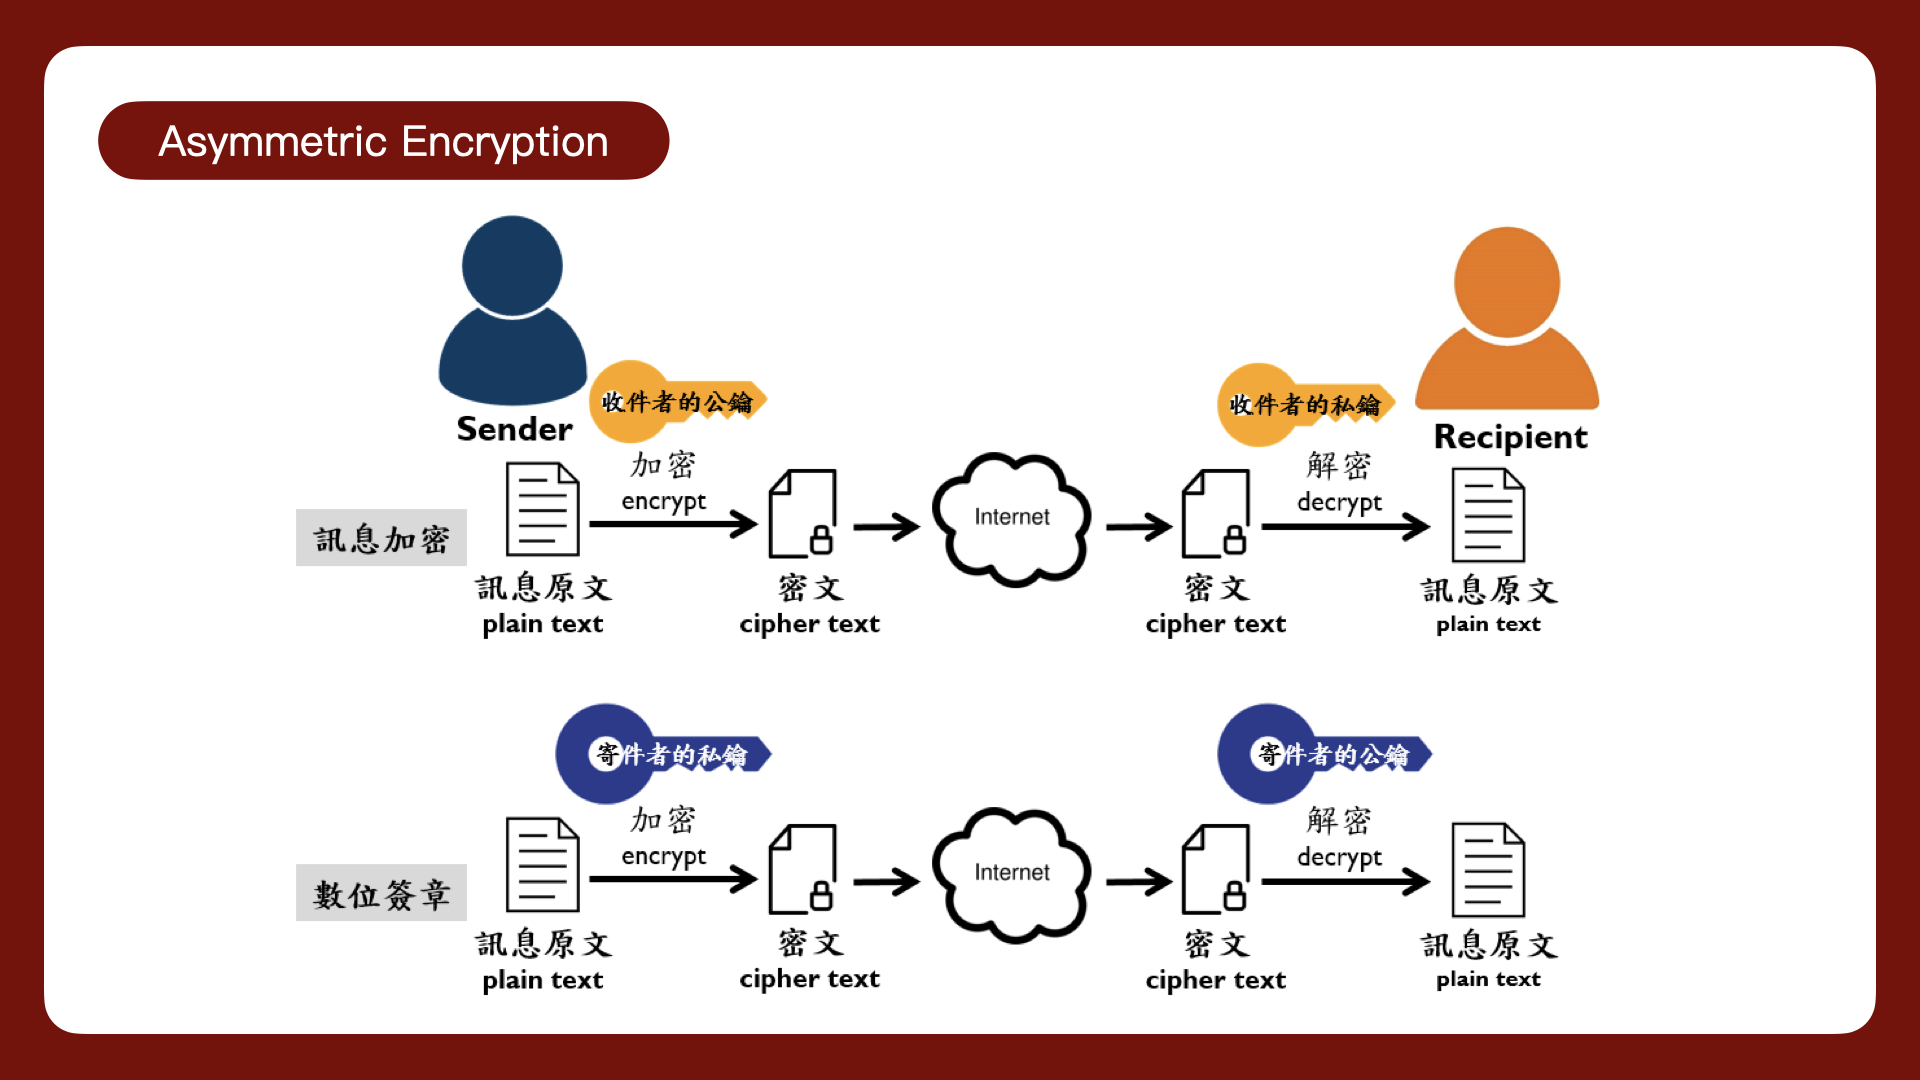 Asymmetric Encryption
Sender
收件者的公鑰
收件者的私鑰
Recipient
加密
encrypt
解密
decrypt
訊息加密
Internet
訊息原文
plain text
密文
cipher text
密文
cipher text
訊息原文
plain text
寄件者的私鑰
寄件者的公鑰
加密
encrypt
解密
decrypt
數位簽章
Internet
訊息原文
plain text
密文
cipher text
密文
cipher text
訊息原文
plain text